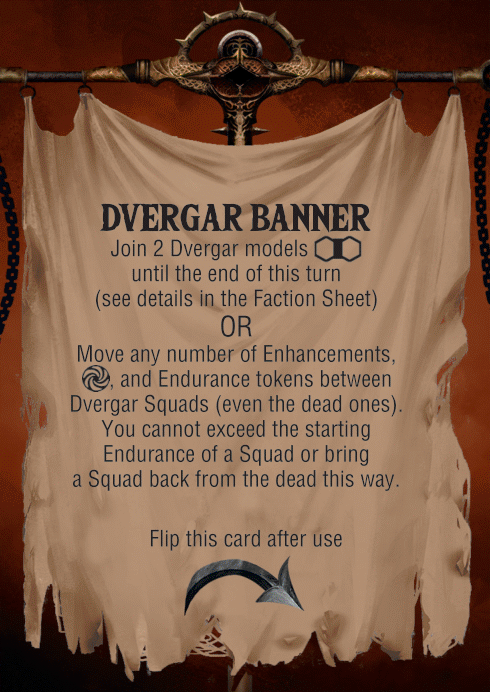 DVERGAR BANNER
Join 2 Dvergar models
until the end of this turn
(see details in the Faction Sheet)
OR
Move any number of Enhancements,
, and Endurance tokens between
Dvergar Squads (even the dead ones).
You cannot exceed the starting
Endurance of a Squad or bring
a Squad back from the dead this way.
Flip this card after use